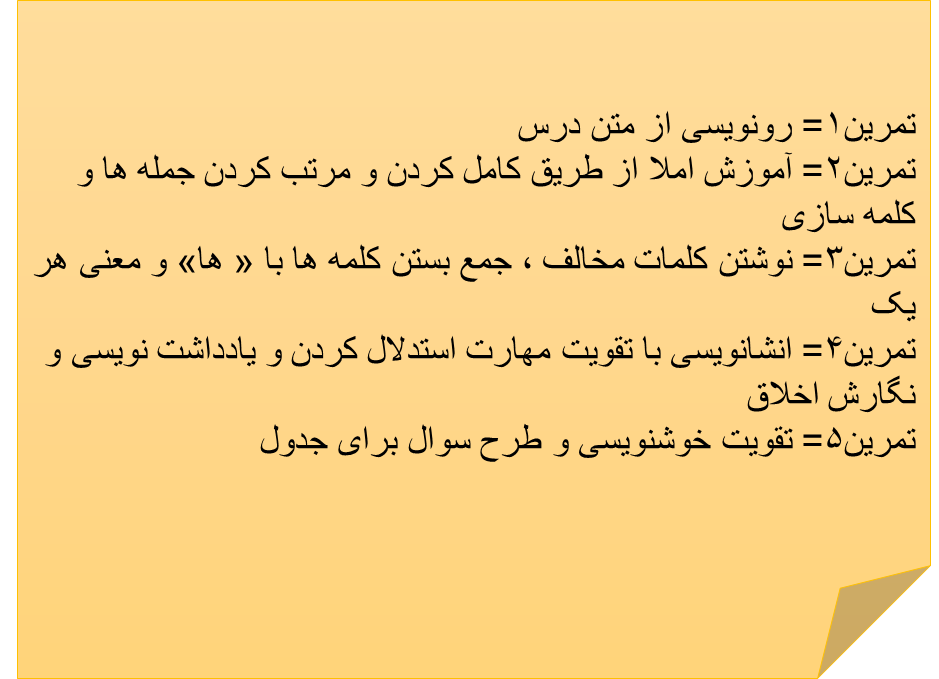 تمرین۱= رونویسی از متن درس
تمرین۲= آموزش املا از طریق کامل کردن و مرتب کردن جمله ها و
کلمه سازی
تمرین۳= نوشتن کلمات مخالف ، جمع بستن کلمه ها با « ها» و معنی هر
یک
تمرین۴= انشانویسی با تقویت مهارت استدلال کردن و یادداشت نویسی و
نگارش اخلاق
تمرین۵= تقویت خوشنویسی و طرح سوال برای جدول